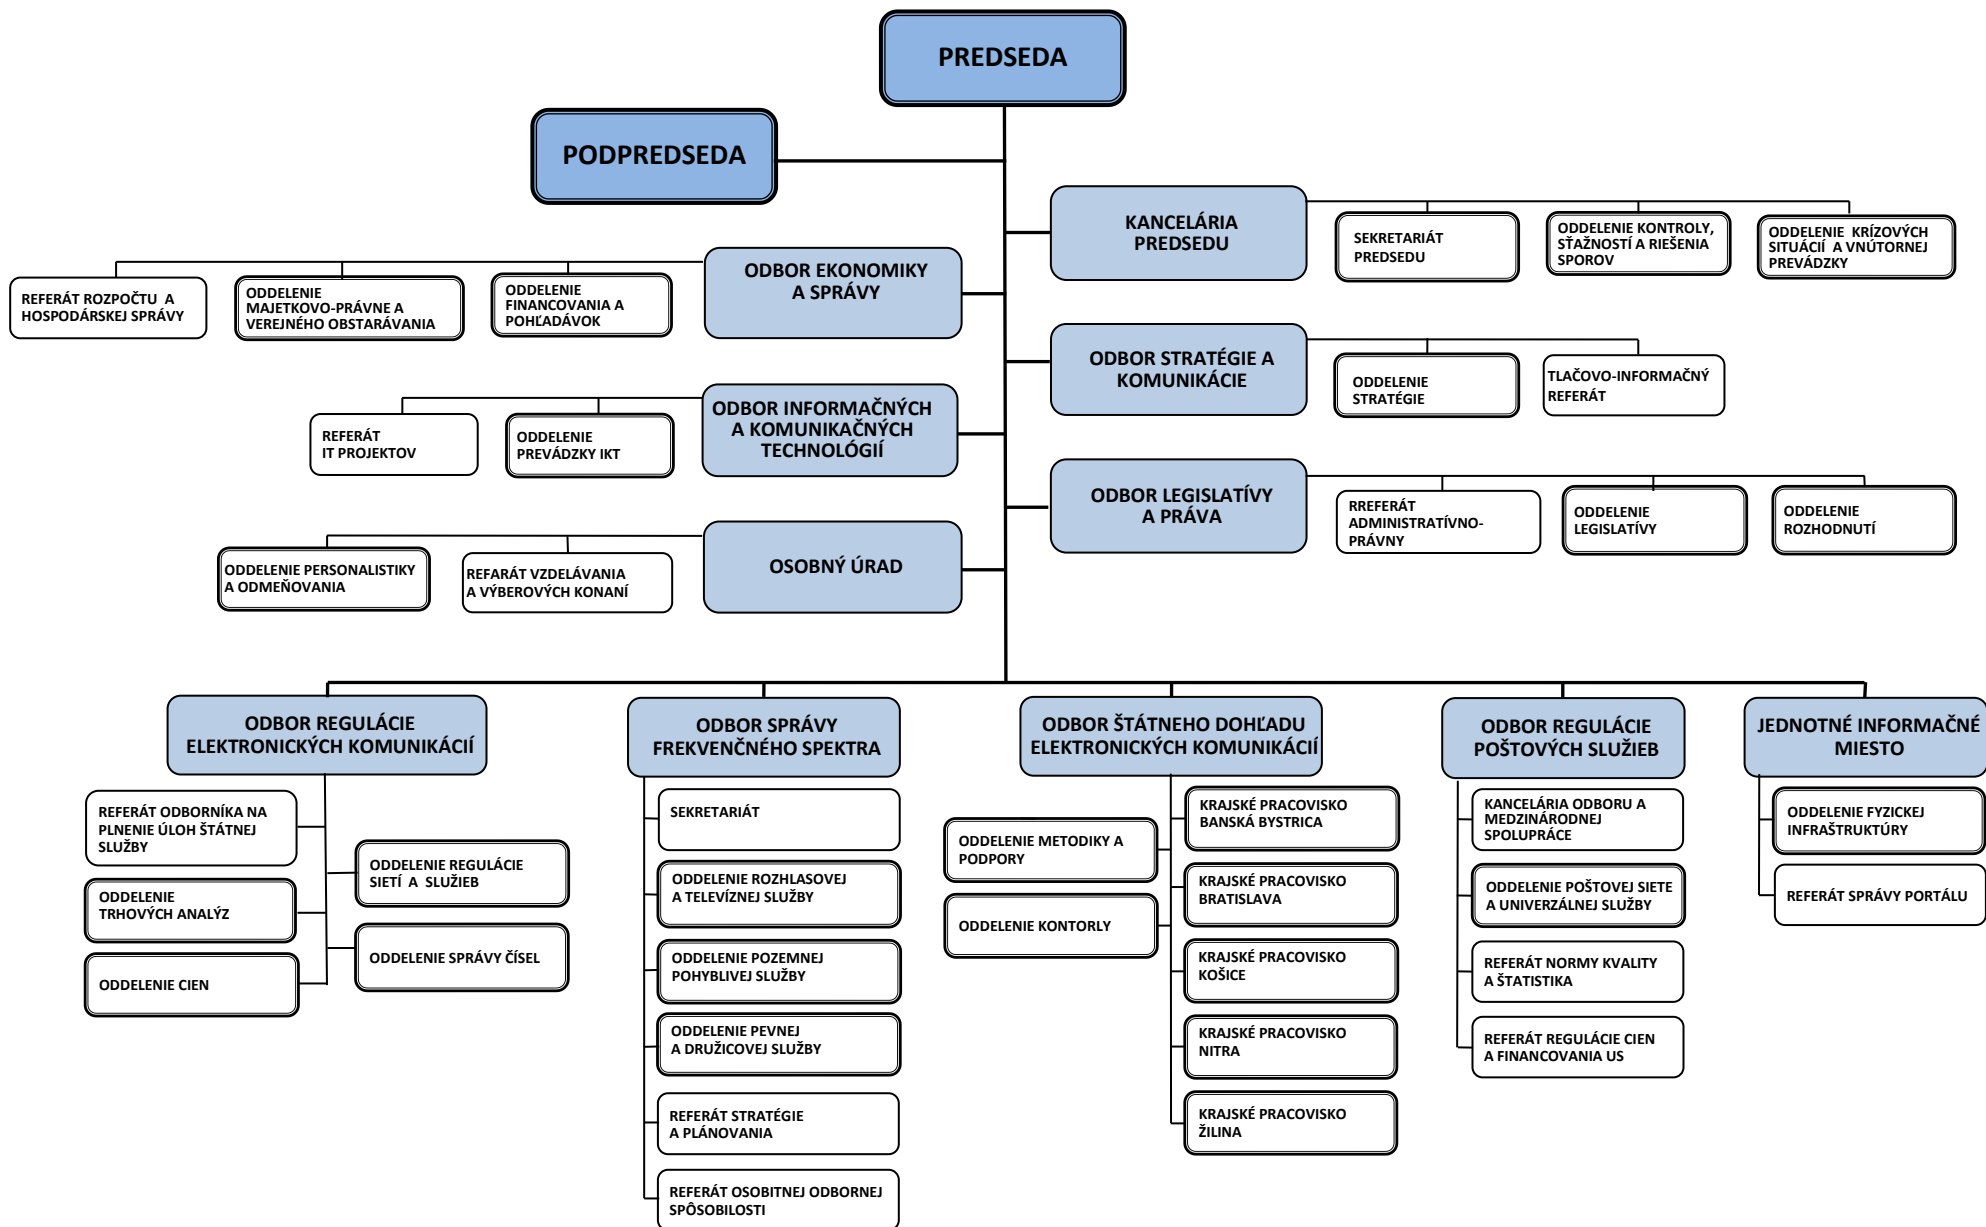 PREDSEDA
PODPREDSEDA
KANCELÁRIA
PREDSEDU
SEKRETARIÁT
PREDSEDU
ODDELENIE KONTROLY,
SŤAŽNOSTÍ A RIEŠENIA
SPOROV
ODDELENIE  KRÍZOVÝCH
SITUÁCIÍ  A VNÚTORNEJ
PREVÁDZKY
ODBOR EKONOMIKY
A SPRÁVY
REFERÁT ROZPOČTU  A
HOSPODÁRSKEJ SPRÁVY
ODDELENIE
MAJETKOVO-PRÁVNE A
VEREJNÉHO OBSTARÁVANIA
ODDELENIE
FINANCOVANIA A
POHĽADÁVOK
ODBOR STRATÉGIE A
KOMUNIKÁCIE
ODDELENIE
STRATÉGIE
TLAČOVO-INFORMAČNÝ
REFERÁT
ODBOR INFORMAČNÝCH
A KOMUNIKAČNÝCH
TECHNOLÓGIÍ
REFERÁT
IT PROJEKTOV
ODDELENIE
PREVÁDZKY IKT
ODBOR LEGISLATÍVY
A PRÁVA
RREFERÁT
ADMINISTRATÍVNO-
PRÁVNY
ODDELENIE
LEGISLATÍVY
ODDELENIE
ROZHODNUTÍ
OSOBNÝ ÚRAD
ODDELENIE PERSONALISTIKY
A ODMEŇOVANIA
REFARÁT VZDELÁVANIA
A VÝBEROVÝCH KONANÍ
ODBOR REGULÁCIE
ELEKTRONICKÝCH KOMUNIKÁCIÍ
REFERÁT ODBORNÍKA NA
PLNENIE ÚLOH ŠTÁTNEJ
SLUŽBY
ODDELENIE REGULÁCIE
SIETÍ  A  SLUŽIEB
ODDELENIE
TRHOVÝCH ANALÝZ
ODDELENIE SPRÁVY ČÍSEL
ODDELENIE CIEN
ODBOR SPRÁVY
FREKVENČNÉHO SPEKTRA
SEKRETARIÁT
ODDELENIE ROZHLASOVEJ
A TELEVÍZNEJ SLUŽBY
ODDELENIE POZEMNEJ
POHYBLIVEJ SLUŽBY
ODDELENIE PEVNEJ
A DRUŽICOVEJ SLUŽBY
REFERÁT STRATÉGIE
A PLÁNOVANIA
REFERÁT OSOBITNEJ ODBORNEJ
SPÔSOBILOSTI
ODBOR ŠTÁTNEHO DOHĽADU
ELEKTRONICKÝCH KOMUNIKÁCIÍ
ODDELENIE METODIKY A
PODPORY
ODDELENIE KONTORLY
KRAJSKÉ PRACOVISKO
BANSKÁ BYSTRICA
KRAJSKÉ PRACOVISKO
BRATISLAVA
KRAJSKÉ PRACOVISKO
KOŠICE
KRAJSKÉ PRACOVISKO
NITRA
KRAJSKÉ PRACOVISKO
ŽILINA
ODBOR REGULÁCIE
POŠTOVÝCH SLUŽIEB
KANCELÁRIA ODBORU A
MEDZINÁRODNEJ
SPOLUPRÁCE
ODDELENIE POŠTOVEJ SIETE
A UNIVERZÁLNEJ SLUŽBY
REFERÁT NORMY KVALITY
A ŠTATISTIKA
REFERÁT REGULÁCIE CIEN
A FINANCOVANIA US
JEDNOTNÉ INFORMAČNÉ
MIESTO
ODDELENIE FYZICKEJ
INFRAŠTRUKTÚRY
REFERÁT SPRÁVY PORTÁLU